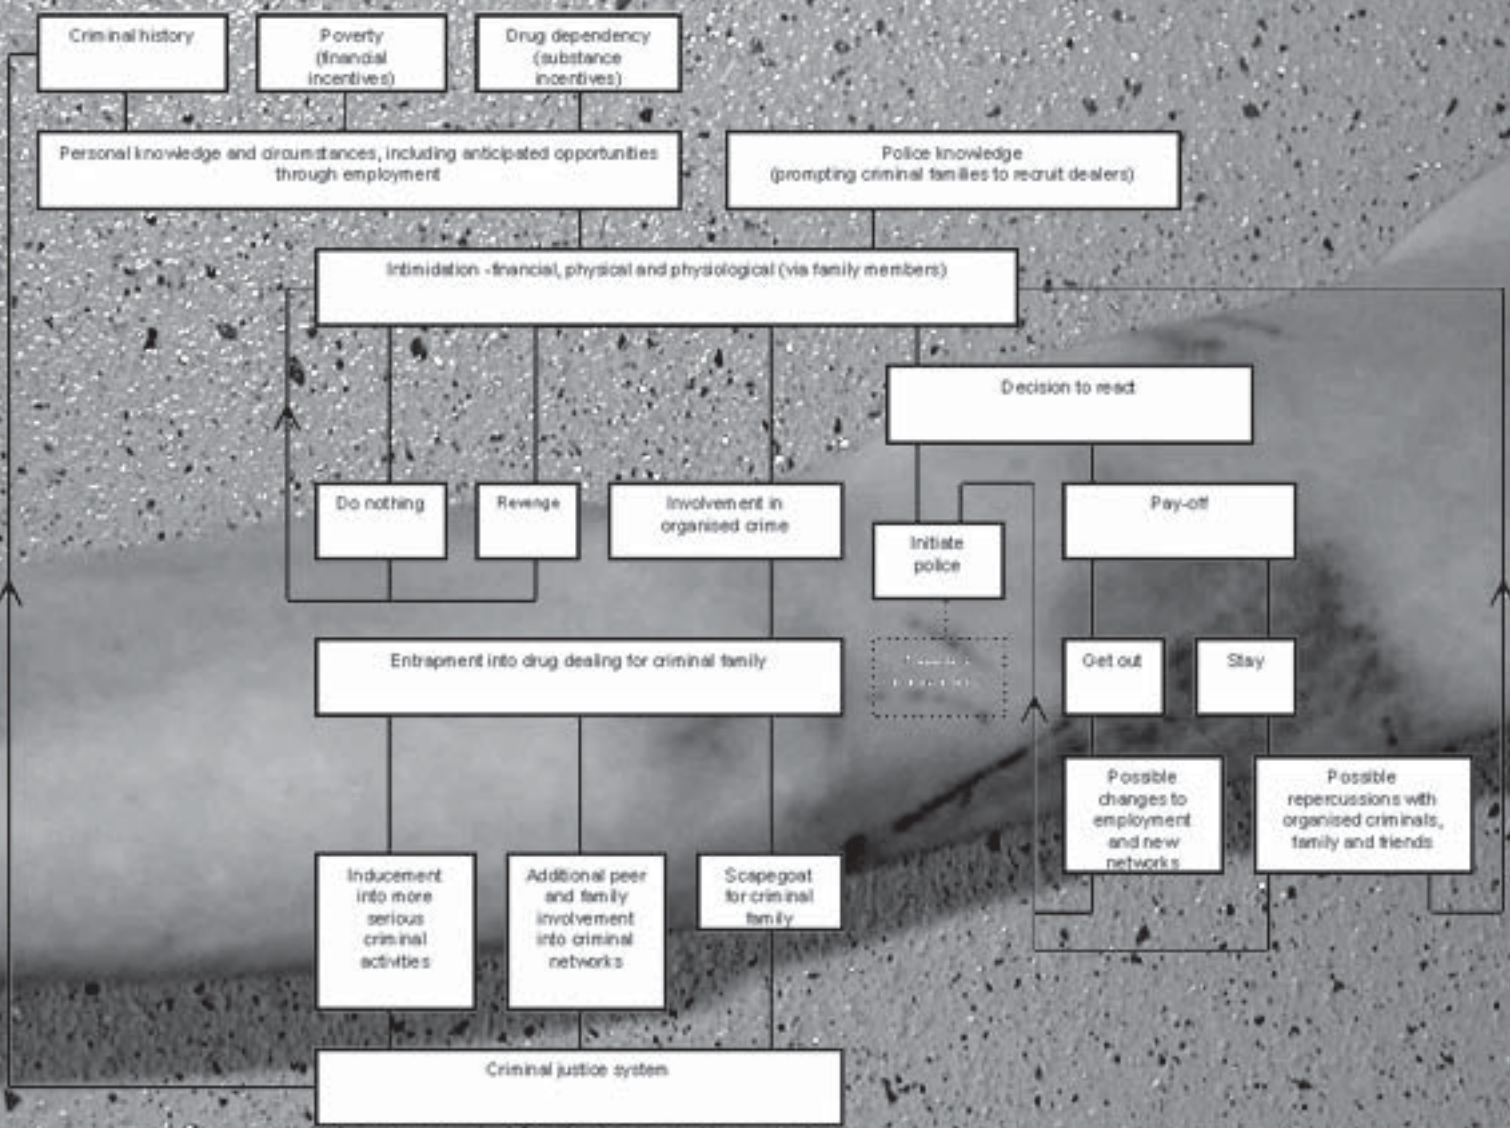 Criminal history
Poverty
(financial
incentives)
Drug dependency
(substance
incentives)
Personal knowledge and circumstances, including anticipated opportunities
through employment
Police knowledge
(prompting criminal families to recruit dealers)
Intimidation -financial, physical and physiological (via family members)
Decision to react
Do nothing
Revenge
Involvement in
organised crime
Initiate
police
Pay-off
Entrapment into drug dealing for criminal family
Get out
Stay
Possible
changes to
employment
and new
networks
Possible
repercussions with
organised criminals,
family and friends
Inducement
into more
serious
criminal
activities
Additional peer
and family
involvement
into criminal
networks
Scapegoat
for criminal
family
Criminal justice system